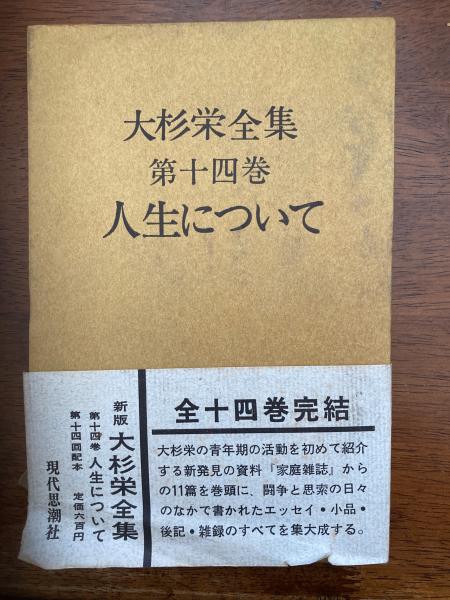 大杉栄全集
第十四巻
人生について
全十四巻完結
大杉栄の青年期の活動を初めて紹介
する新発見の資料「家庭雑誌」から
の11篇を巻頭に、闘争と思索の日々
のなかで書かれたエッセイ・小品・
後記・雑録のすべてを集大成する。
新版 大杉栄全集
第十四巻 人生について
第十四回配本 定価六百円
現代思潮社